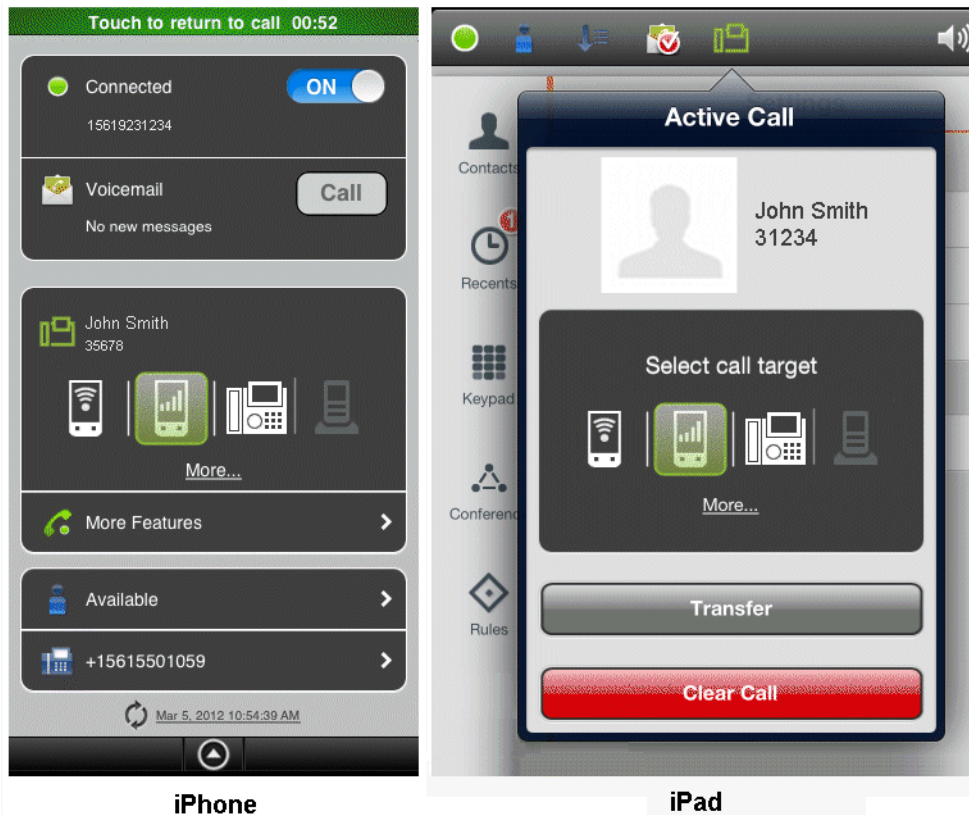 Touch to return to call 00:52
Connected
ON
15619231234
Voicemail
Call
No new messages
John Smith
35678
More...
More Features
Available
+15615501059
Mar 5, 2012 10:54:39 AM
iPhone
Active Call
Contacts
John Smith
31234
1
Recents
Select call target
Keypad
More...
Conferenc
Transfer
Rules
Clear Call
iPad